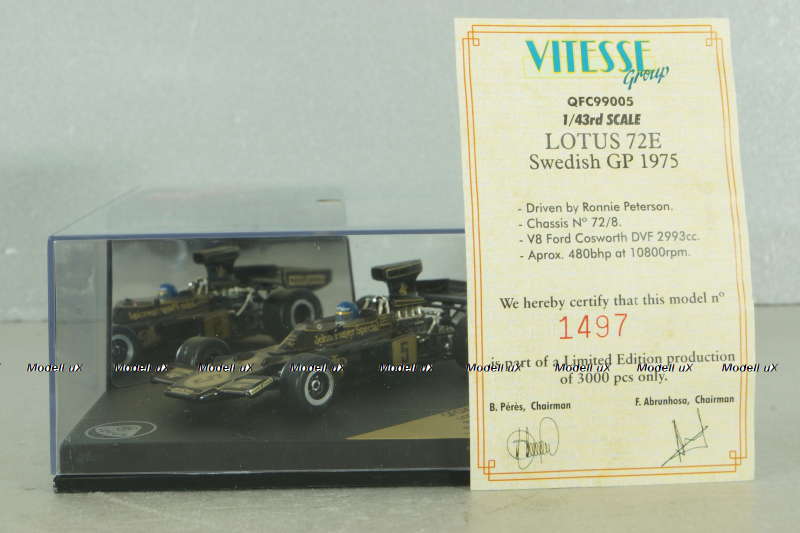 VITESSE
Group
QFC99005
1/43rd SCALE
LOTUS 72E
Swedish GP 1975
- Driven by Ronnie Peterson.
- Chassis Nº 72/8.
- V8 Ford Cosworth DVF 2993cc.
- Aprox. 480bhp at 10800rpm.
We hereby certify that this model nº
1497
is part of a Limited Edition production
of 3000 pcs only.
B. Pérès, Chairman
F. Abrunhosa, Chairman
John Player Special
5
Modell uX Modell uX Modell uX Modell uX Modell uX Modell uX Modell uX Modell uX Modell uX